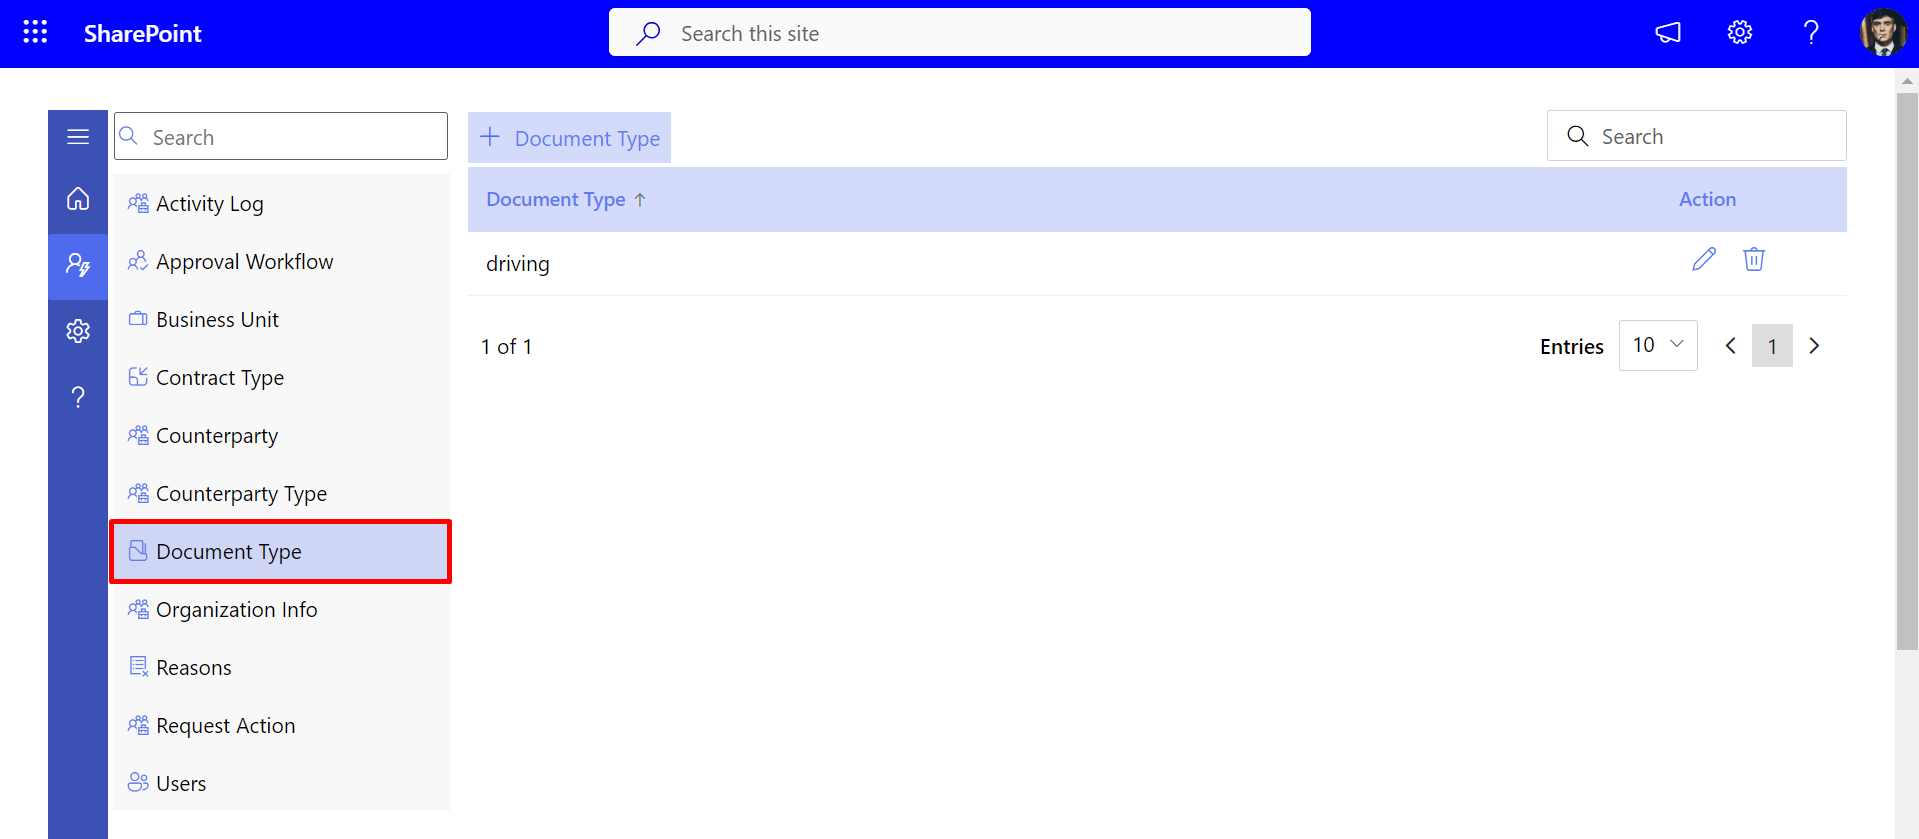 SharePoint
Search this site
Search
Activity Log
Approval Workflow
Business Unit
Contract Type
Counterparty
Counterparty Type
Document Type
Organization Info
Reasons
Request Action
Users
Document Type
Search
Document Type Action
driving
1 of 1 Entries 10 1